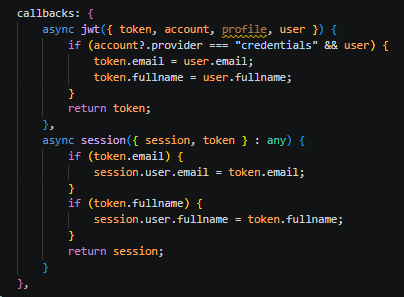 callbacks: {
    async jwt({ token, account, profile, user }) {
        if (account?.provider === "credentials" && user) {
            token.email = user.email;
            token.fullname = user.fullname;
        }
        return token;
    },
    async session({ session, token } : any) {
        if (token.email) {
            session.user.email = token.email;
        }
        if (token.fullname) {
            session.user.fullname = token.fullname;
        }
        return session;
    }
},